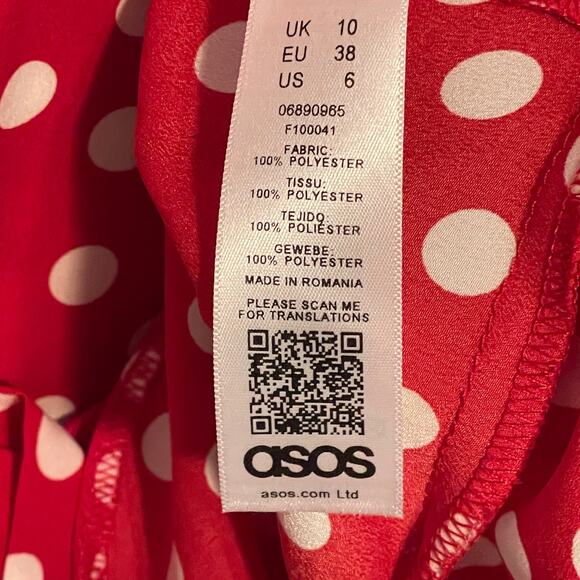 UK 10
EU 38
US 6
06890965
F100041
FABRIC:
100% POLYESTER
TISSU:
100% POLYESTER
TEJIDO:
100% POLIÉSTER
GEWEBE:
100% POLYESTER
MADE IN ROMANIA
PLEASE SCAN ME
FOR TRANSLATIONS
asos
asos.com Ltd